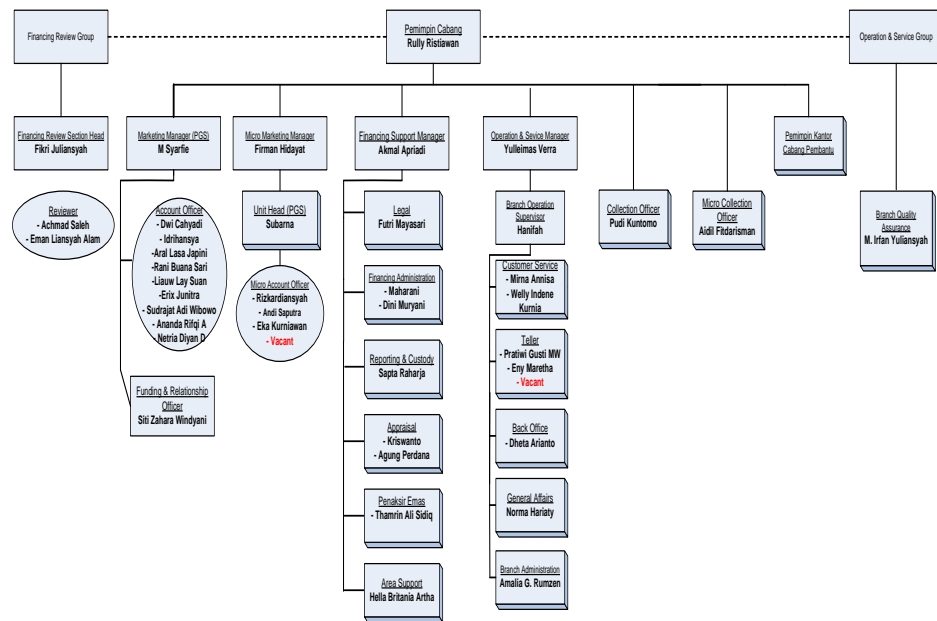 Financing Review Group
Pemimpin Cabang
Rully Ristiawan
Operation & Service Group
Financing Review Section Head
Fikri Juliansyah
Marketing Manager (PGS)
M Syarfie
Micro Marketing Manager
Firman Hidayat
Financing Support Manager
Akmal Apriadi
Operation & Sevice Manager
Yulleimas Verra
Pemimpin Kantor
Cabang Pembantu
Reviewer
- Achmad Saleh
- Eman Liansyah Alam
Account Officer
- Dwi Cahyadi
- Idrihansya
-Aral Lasa Japini
- Rani Buana Sari
- Liauw Lay Suan
-Erix Junitra
- Sudrajat Adi Wibowo
- Ananda Rifqi A
- Netria Diyan D
Funding & Relationship
Officer
Siti Zahara Windyani
Unit Head (PGS)
Subarna
Micro Account Officer
- Rizkardiansyah
- Andi Saputra
- Eka Kurniawan
- Vacant
Legal
Futri Mayasari
Financing Administration
- Maharani
- Dini Muryani
Reporting & Custody
Sapta Raharja
Appraisal
- Kriswanto
- Agung Perdana
Penaksir Emas
- Thamrin Ali Sidiq
Area Support
Hella Britania Artha
Branch Operation
Supervisor
Hanifah
Customer Service
- Mirna Annisa
- Welly Indene
Kurnia
Teller
- Pratiwi Gusti MW
- Eny Maretha
- Vacant
Back Office
- Dheta Arianto
General Affairs
Norma Hariaty
Branch Administration
Amalia G. Rumzen
Collection Officer
Pudi Kuntomo
Micro Collection
Officer
Aidil Fitdarisman
Branch Quality
Assurance
M. Irfan Yuliansyah